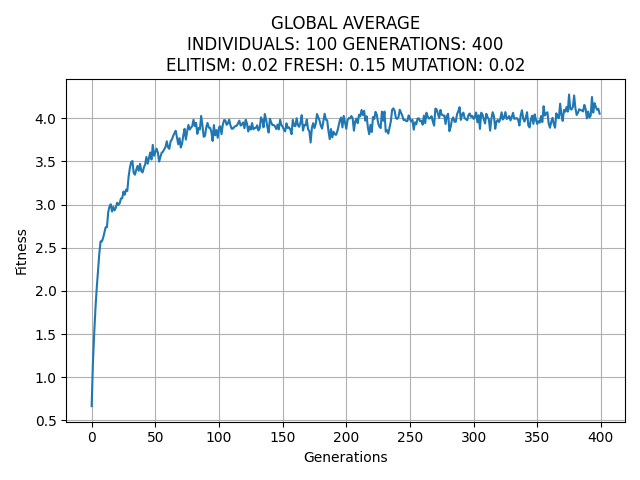 GLOBAL AVERAGE
INDIVIDUALS: 100 GENERATIONS: 400
ELITISM: 0.02 FRESH: 0.15 MUTATION: 0.02
4.0
3.5
3.0
2.5
2.0
1.5
1.0
0.5
Fitness
0 50 100 150 200 250 300 350 400
Generations